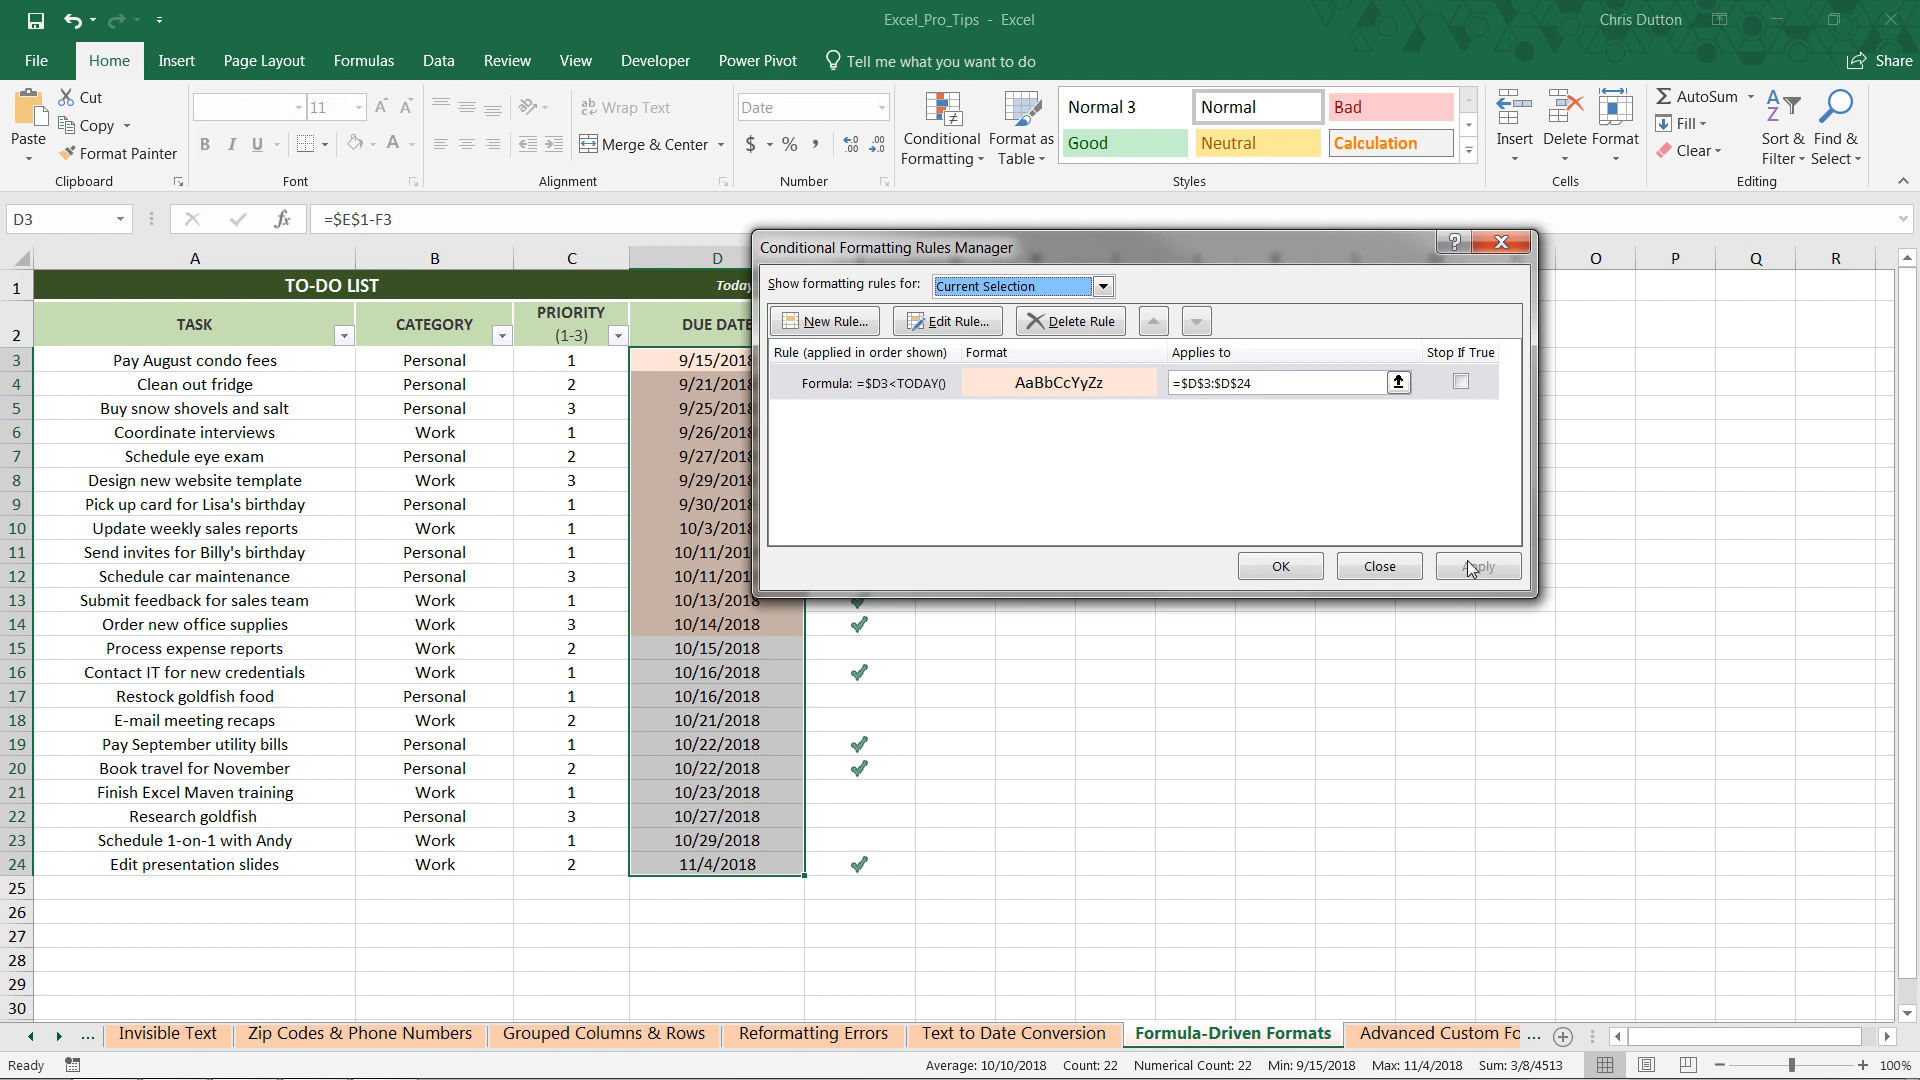 Excel_Pro_Tips - Excel
Chris Dutton
File Home Insert Page Layout Formulas Data Review View Developer Power Pivot Tell me what you want to do Share
Paste
Cut
Copy
Format Painter
Clipboard
11
B I U A
Font
Wrap Text
Merge & Center
Alignment
Date
$ % ,
Number
Conditional Formatting
Format as Table
Normal 3 Normal Bad
Good Neutral Calculation
Styles
Insert Delete Format
Cells
AutoSum
Fill
Clear
Sort & Filter
Find & Select
Editing
D3 fx =$E$1-F3
A B C D O P Q R
1 TO-DO LIST Today
2 TASK CATEGORY PRIORITY (1-3) DUE DATE
3 Pay August condo fees Personal 1 9/15/2018
4 Clean out fridge Personal 2 9/21/2018
5 Buy snow shovels and salt Personal 3 9/25/2018
6 Coordinate interviews Work 1 9/26/2018
7 Schedule eye exam Personal 2 9/27/2018
8 Design new website template Work 3 9/29/2018
9 Pick up card for Lisa's birthday Personal 1 9/30/2018
10 Update weekly sales reports Work 1 10/3/2018
11 Send invites for Billy's birthday Personal 1 10/11/201
12 Schedule car maintenance Personal 3 10/11/201
13 Submit feedback for sales team Work 1 10/13/2018
14 Order new office supplies Work 3 10/14/2018
15 Process expense reports Work 2 10/15/2018
16 Contact IT for new credentials Work 1 10/16/2018
17 Restock goldfish food Personal 1 10/16/2018
18 E-mail meeting recaps Work 2 10/21/2018
19 Pay September utility bills Personal 1 10/22/2018
20 Book travel for November Personal 2 10/22/2018
21 Finish Excel Maven training Work 1 10/23/2018
22 Research goldfish Personal 3 10/27/2018
23 Schedule 1-on-1 with Andy Work 1 10/29/2018
24 Edit presentation slides Work 2 11/4/2018
25
26
27
28
29
30
Conditional Formatting Rules Manager
Show formatting rules for: Current Selection
New Rule... Edit Rule... Delete Rule
Rule (applied in order shown) Format Applies to Stop If True
Formula: =$D3<TODAY() AaBbCcYyZz =$D$3:$D$24
OK Close Apply
... Invisible Text Zip Codes & Phone Numbers Grouped Columns & Rows Reformatting Errors Text to Date Conversion Formula-Driven Formats Advanced Custom Fo ...
Ready Average: 10/10/2018 Count: 22 Numerical Count: 22 Min: 9/15/2018 Max: 11/4/2018 Sum: 3/8/4513 100%